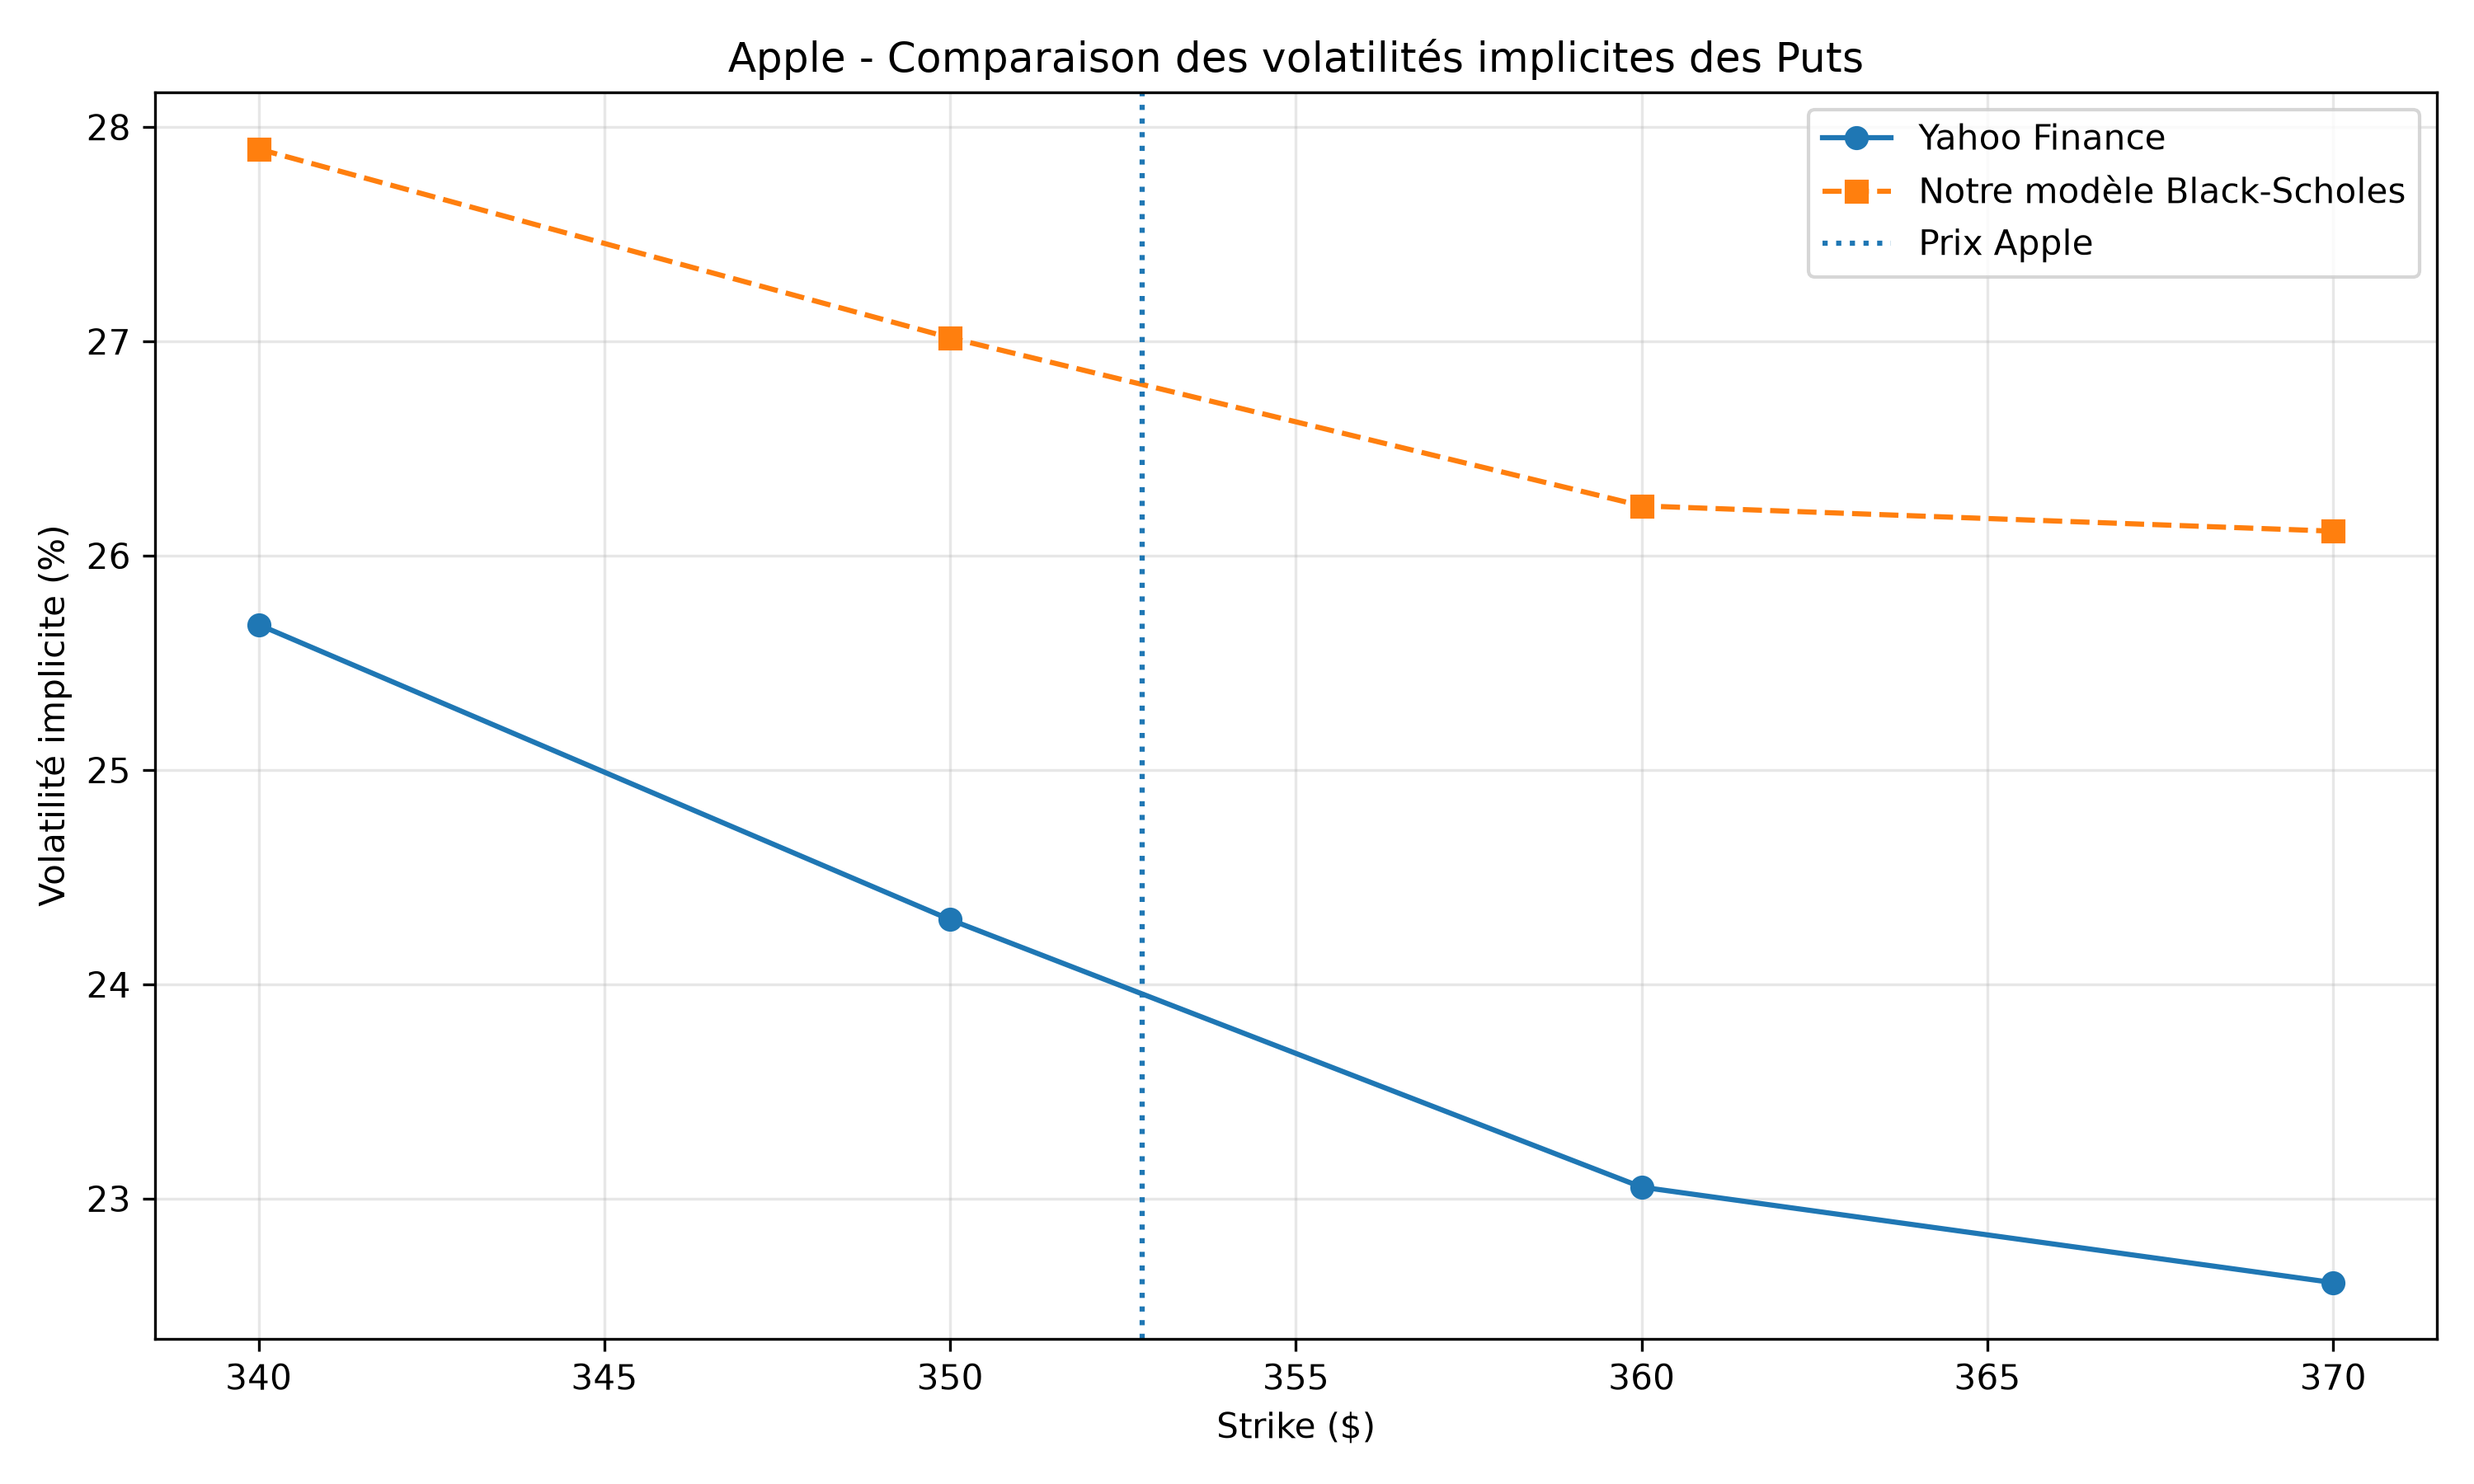 Apple - Comparaison des volatilités implicites des Puts
Yahoo Finance
Notre modèle Black-Scholes
Prix Apple
Volatilité implicite (%)
28
27
26
25
24
23
340 345 350 355 360 365 370
Strike ($)